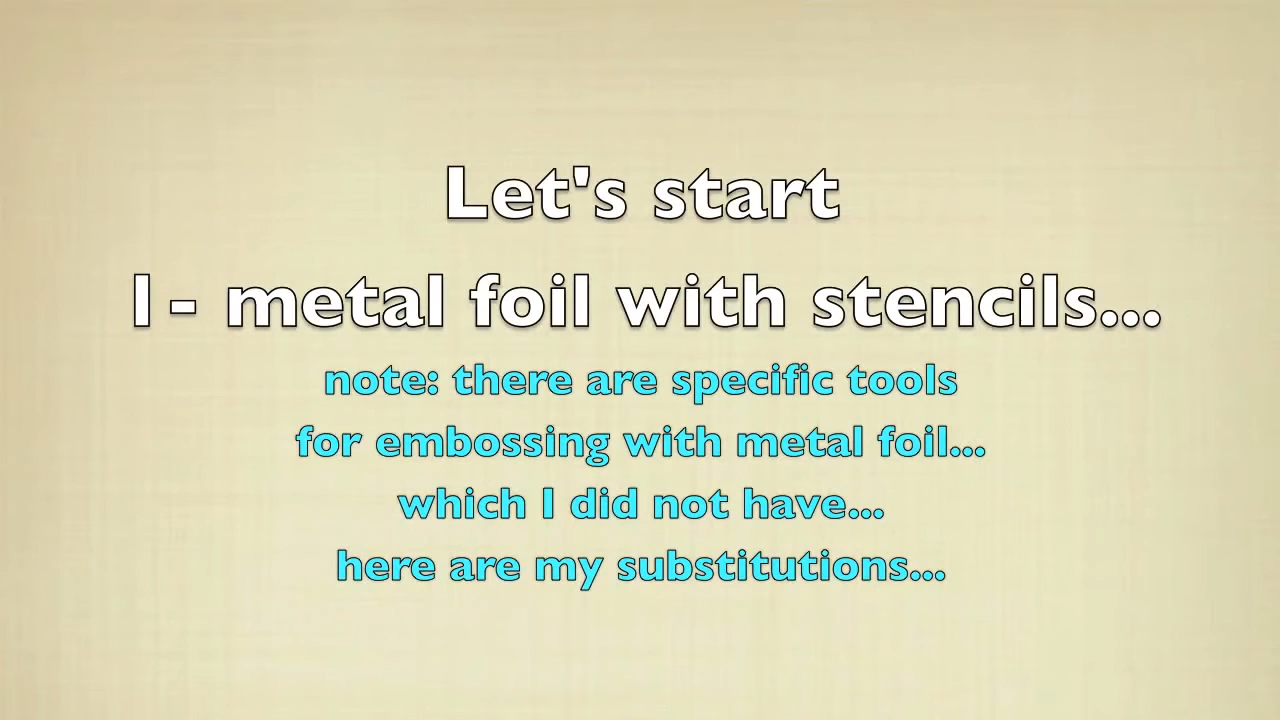 Let's start
1- metal foil with stencils...
note: there are specific tools
for embossing with metal foil...
which I did not have...
here are my substitutions...